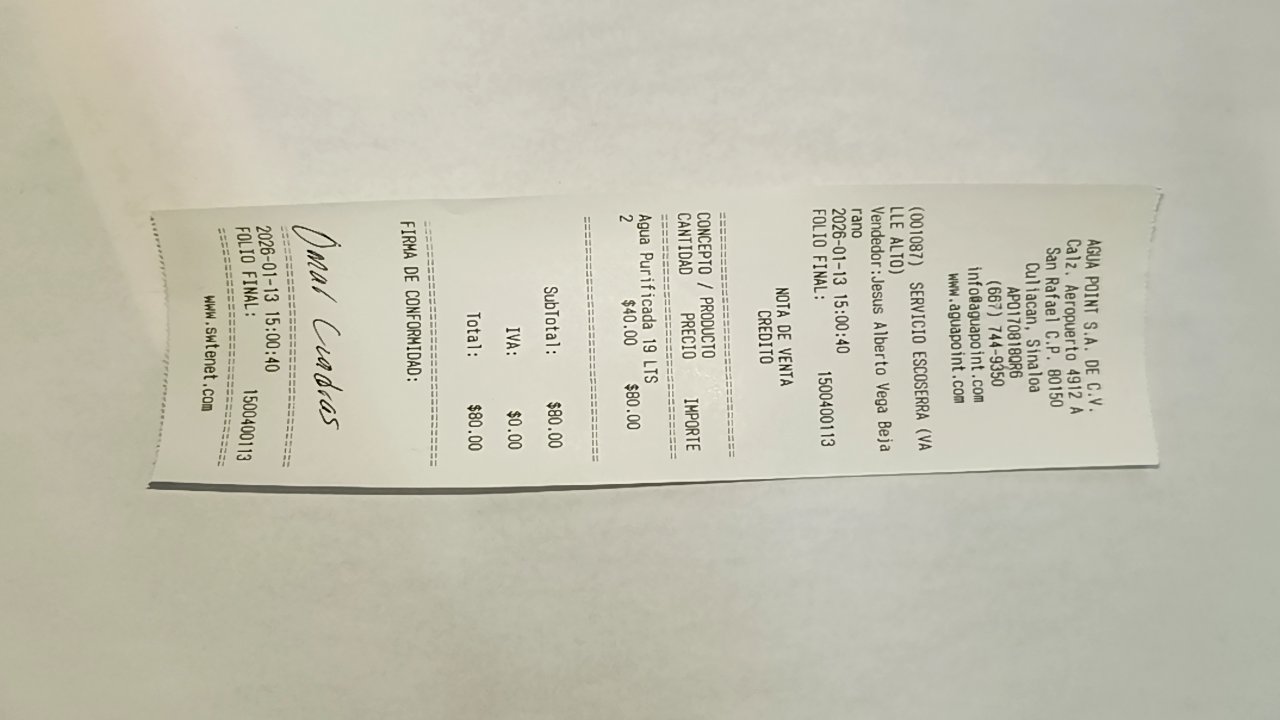 AGUA POINT S.A. DE C.V.
Calz. Aeropuerto 4912 A
San Rafael C.P. 80150
Culiacan, Sinaloa
APO170818QR6
(667) 744-9350
info@aguapoint.com
www.aguapoint.com
(001087) SERVICIO ESCOSERRA (VA
LLE ALTO)
Vendedor:Jesus Alberto Vega Beja
rano
2026-01-13 15:00:40
FOLIO FINAL: 1500400113
NOTA DE VENTA
CREDITO
================================
CONCEPTO / PRODUCTO
CANTIDAD PRECIO IMPORTE
================================
Agua Purificada 19 LTS
2 $40.00 $80.00
================================
SubTotal: $80.00
IVA: $0.00
Total: $80.00
================================
FIRMA DE CONFORMIDAD:
Omar Cuadras
================================
2026-01-13 15:00:40
FOLIO FINAL: 1500400113
================================
www.swtenet.com